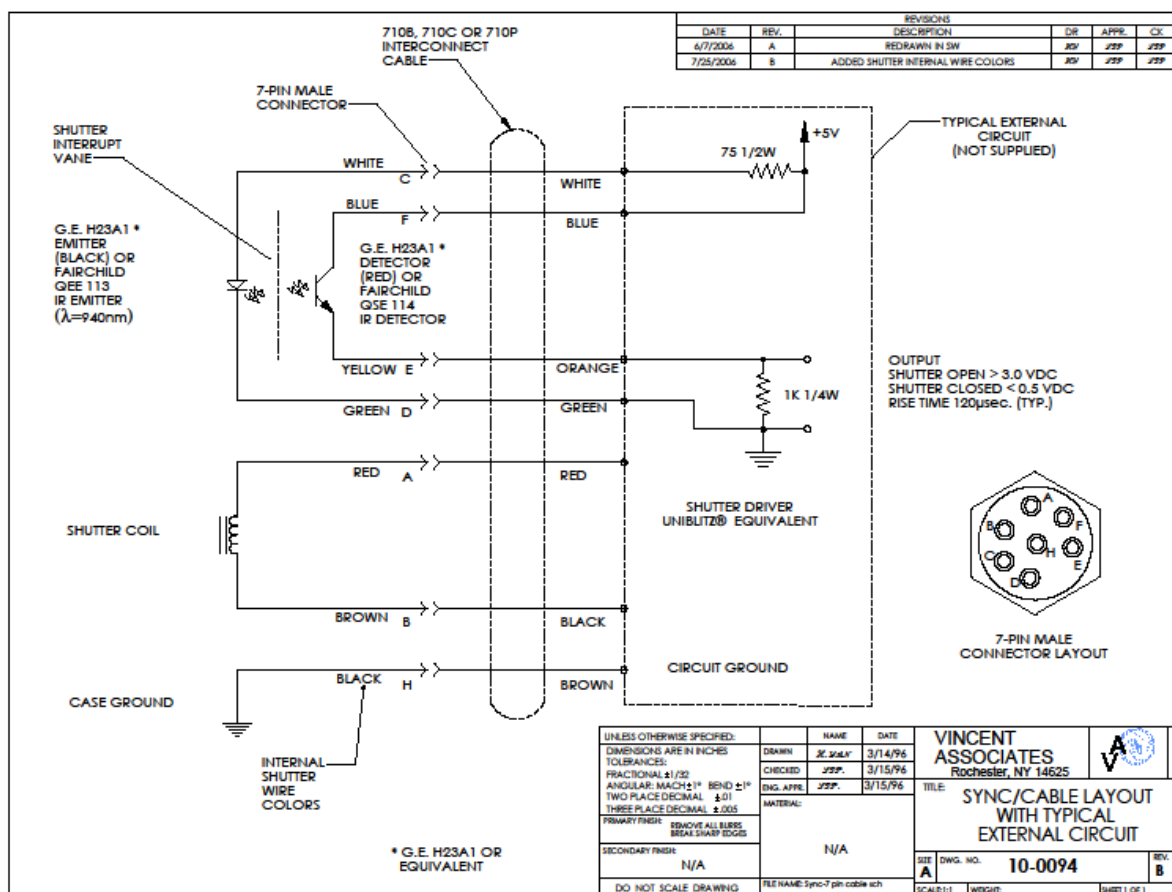 REVISIONS
DATE REV. DESCRIPTION DR APPR. CK
6/7/2006 A REDRAWN IN SW
7/25/2006 B ADDED SHUTTER INTERNAL WIRE COLORS
710B, 710C OR 710P
INTERCONNECT
CABLE
7-PIN MALE
CONNECTOR
SHUTTER
INTERRUPT
VANE
TYPICAL EXTERNAL
CIRCUIT
(NOT SUPPLIED)
+5V
75 1/2W
WHITE
C
WHITE
BLUE
F
BLUE
G.E. H23A1 *
EMITTER
(BLACK) OR
FAIRCHILD
QEE 113
IR EMITTER
(λ=940nm)
G.E. H23A1 *
DETECTOR
(RED) OR
FAIRCHILD
QSE 114
IR DETECTOR
YELLOW E
ORANGE
GREEN D
GREEN
1K 1/4W
OUTPUT
SHUTTER OPEN > 3.0 VDC
SHUTTER CLOSED < 0.5 VDC
RISE TIME 120µsec. (TYP.)
RED A
RED
SHUTTER COIL
SHUTTER DRIVER
UNIBLITZ® EQUIVALENT
BROWN B
BLACK
A
B
F
C
H
E
D
7-PIN MALE
CONNECTOR LAYOUT
BLACK H
BROWN
CIRCUIT GROUND
CASE GROUND
INTERNAL
SHUTTER
WIRE
COLORS
* G.E. H23A1 OR
EQUIVALENT
UNLESS OTHERWISE SPECIFIED:
DIMENSIONS ARE IN INCHES
TOLERANCES:
FRACTIONAL ±1/32
ANGULAR: MACH±1° BEND ±1°
TWO PLACE DECIMAL ±.01
THREE PLACE DECIMAL ±.005
PRIMARY FINISH: REMOVE ALL BURRS
BREAK SHARP EDGES
SECONDARY FINISH:
N/A
DO NOT SCALE DRAWING
NAME DATE
DRAWN 3/14/96
CHECKED 3/15/96
ENG. APPR. 3/15/96
MATERIAL:
N/A
FILE NAME: Sync-7 pin cable sch
VINCENT
ASSOCIATES
Rochester, NY 14625
VA
TITLE:
SYNC/CABLE LAYOUT
WITH TYPICAL
EXTERNAL CIRCUIT
SIZE DWG. NO. REV.
A 10-0094 B
SCALE:1:1 WEIGHT: SHEET 1 OF 1